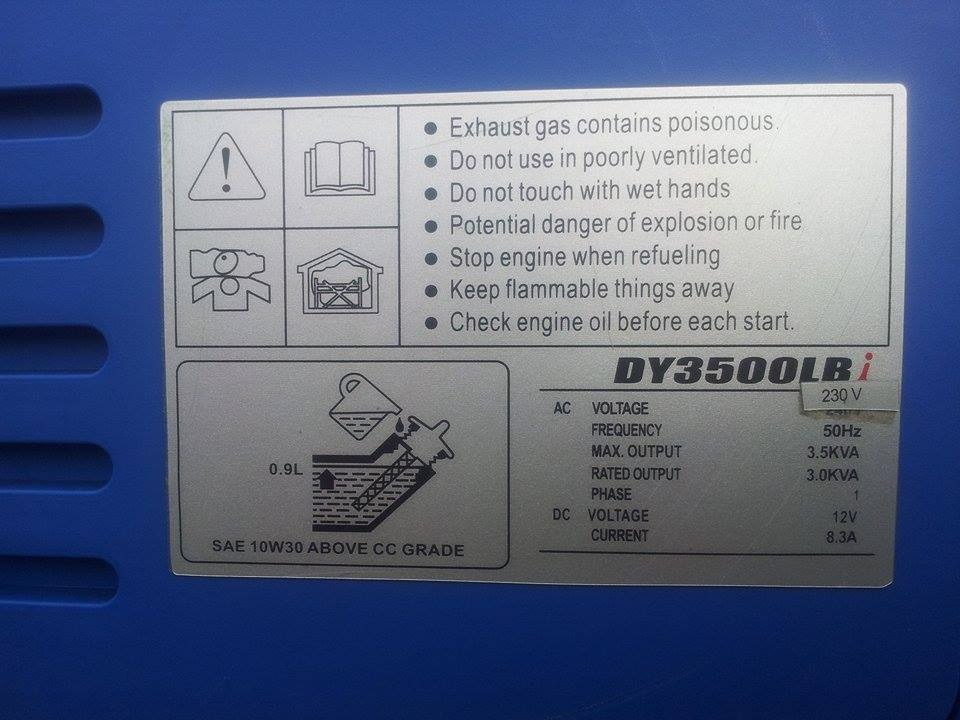 Exhaust gas contains poisonous.
Do not use in poorly ventilated.
Do not touch with wet hands
Potential danger of explosion or fire
Stop engine when refueling
Keep flammable things away
Check engine oil before each start.
DY3500LBi
230 V
AC VOLTAGE
FREQUENCY 50Hz
MAX. OUTPUT 3.5KVA
RATED OUTPUT 3.0KVA
PHASE 1
DC VOLTAGE 12V
CURRENT 8.3A
0.9L
SAE 10W30 ABOVE CC GRADE